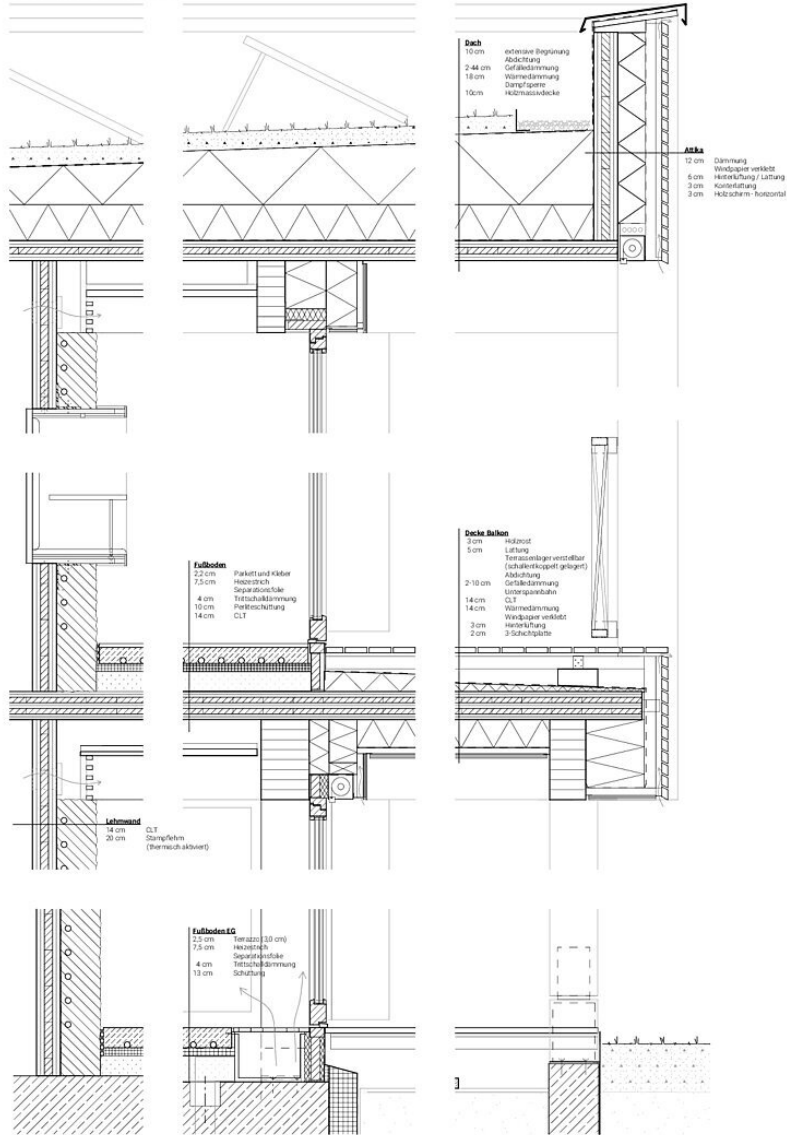 Dach
10 cm extensive Begrünung
Abdichtung
2-44 cm Gefälledämmung
18 cm Wärmedämmung
Dampfsperre
10cm Holzmassivdecke
Attika
12 cm Dämmung
Windpapier verklebt
6 cm Hinterlüftung / Lattung
3 cm Konterlattung
3 cm Holzschirm - horizontal
Fußboden
2,2 cm Parkett und Kleber
7,5 cm Heizestrich
Separationsfolie
4 cm Trittschalldämmung
10 cm Perliteschüttung
14 cm CLT
Decke Balkon
3 cm Holzrost
5 cm Lattung
Terrassenlager verstellbar
(schallentkoppelt gelagert)
Abdichtung
2-10 cm Gefälledämmung
Unterspannbahn
14 cm CLT
14 cm Wärmedämmung
Windpapier verklebt
3 cm Hinterlüftung
2 cm 3-Schichtplatte
Lehmwand
14 cm CLT
20 cm Stampflehm
(thermisch aktiviert)
Fußboden EG
2,5 cm Terrazzo (3,0 cm)
7,5 cm Heizestrich
Separationsfolie
4 cm Trittschalldämmung
13 cm Schüttung